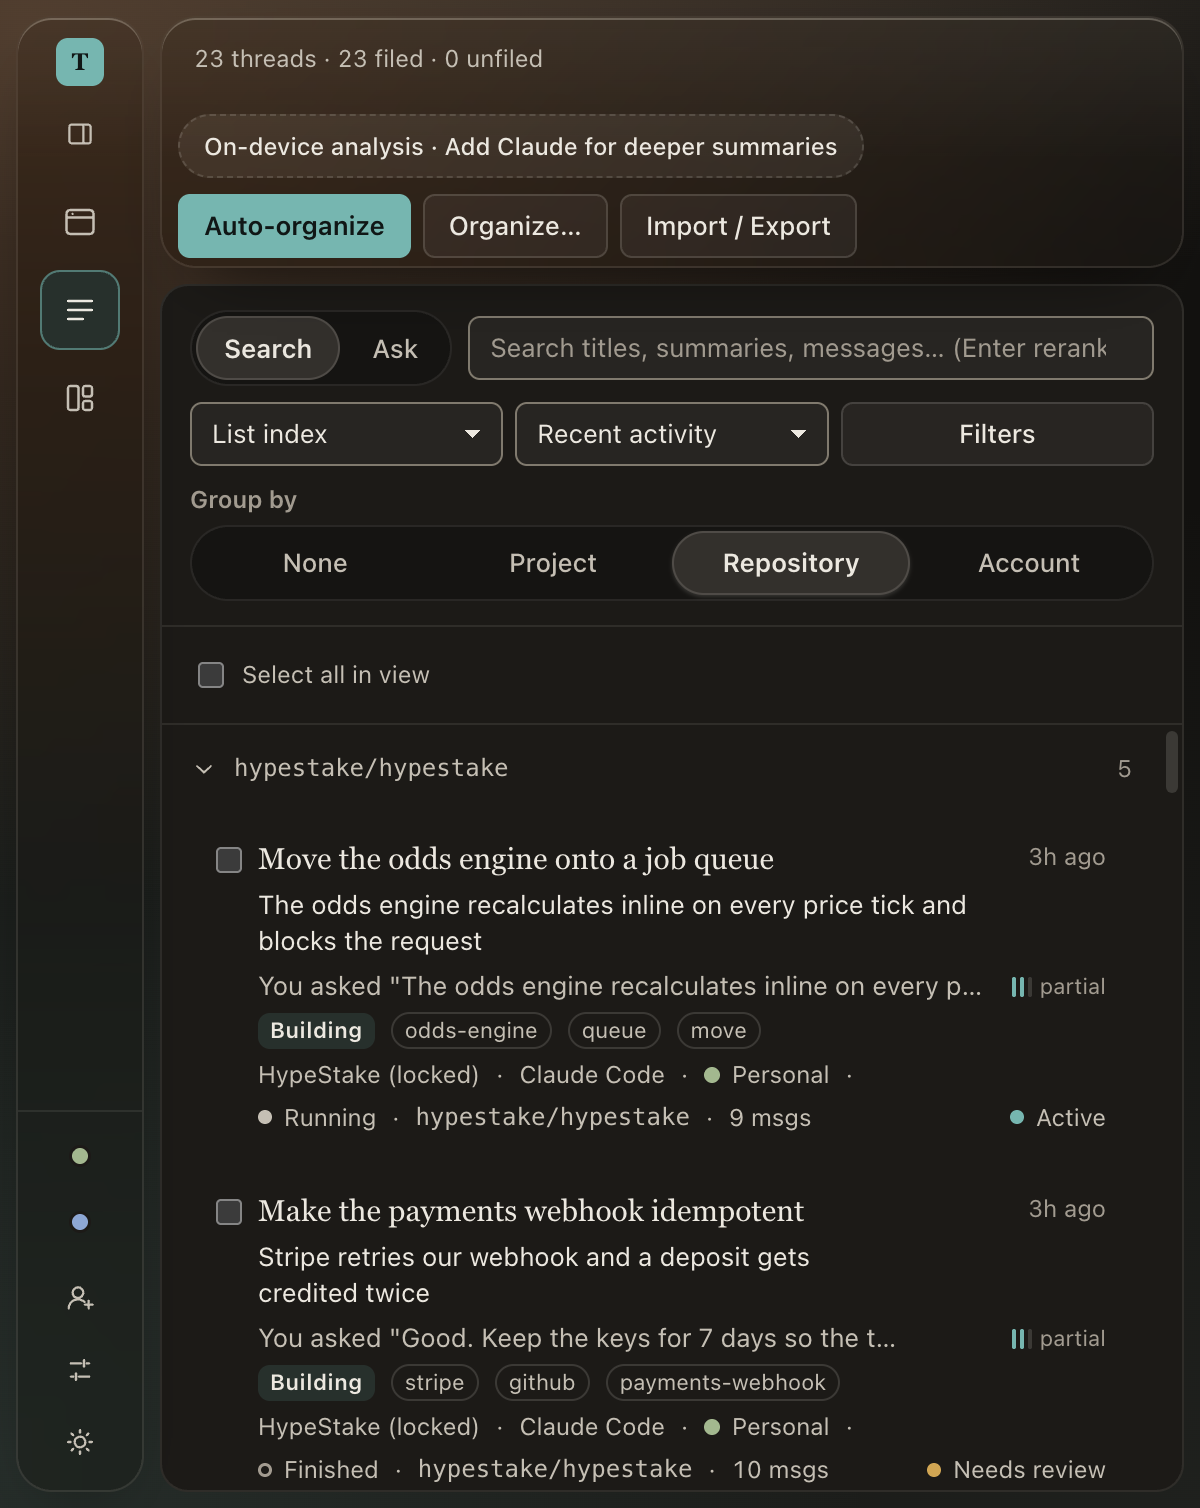 T
23 threads · 23 filed · 0 unfiled
On-device analysis · Add Claude for deeper summaries
Auto-organize
Organize...
Import / Export
Search
Ask
Search titles, summaries, messages... (Enter rerank
List index
Recent activity
Filters
Group by
None
Project
Repository
Account
Select all in view
hypestake/hypestake
5
Move the odds engine onto a job queue
3h ago
The odds engine recalculates inline on every price tick and
blocks the request
You asked "The odds engine recalculates inline on every p...
partial
Building
odds-engine
queue
move
HypeStake (locked) · Claude Code · Personal ·
Running · hypestake/hypestake · 9 msgs
Active
Make the payments webhook idempotent
3h ago
Stripe retries our webhook and a deposit gets
credited twice
You asked "Good. Keep the keys for 7 days so the t...
partial
Building
stripe
github
payments-webhook
HypeStake (locked) · Claude Code · Personal ·
Finished · hypestake/hypestake · 10 msgs
Needs review